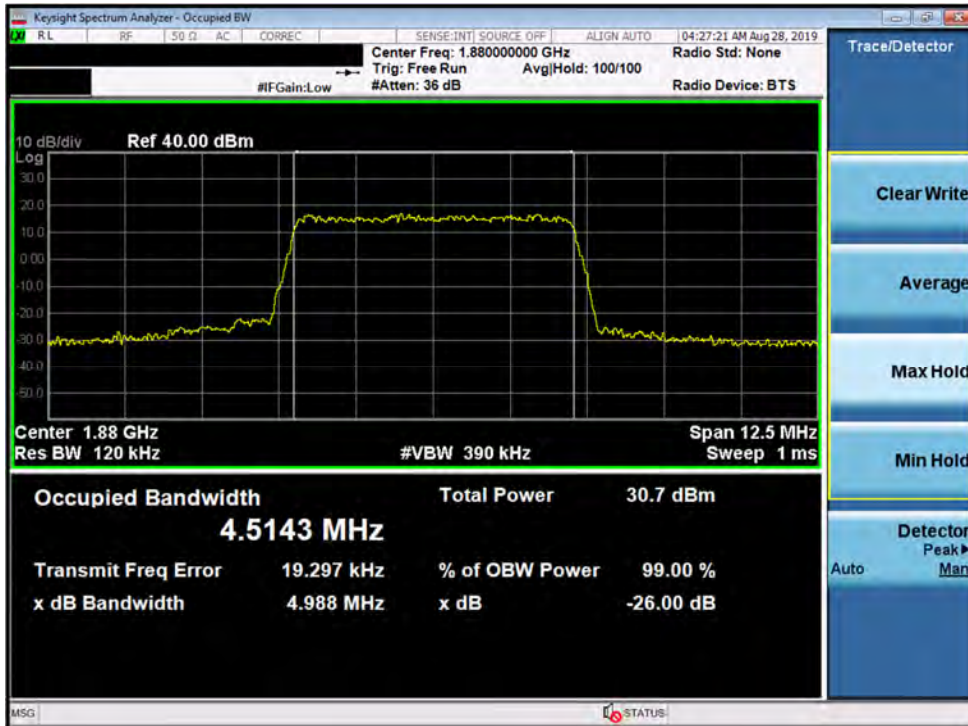 Keysight Spectrum Analyzer - Occupied BW
LXI RL RF 50 Ω AC CORREC SENSE:INT SOURCE OFF ALIGN AUTO 04:27:21 AM Aug 28, 2019
Center Freq: 1.880000000 GHz Radio Std: None
Trig: Free Run Avg|Hold: 100/100
#IFGain:Low #Atten: 36 dB Radio Device: BTS
10 dB/div Ref 40.00 dBm
Log
30.0
20.0
10.0
0.00
-10.0
-20.0
-30.0
-40.0
-50.0
Center 1.88 GHz Span 12.5 MHz
Res BW 120 kHz #VBW 390 kHz Sweep 1 ms
Occupied Bandwidth Total Power 30.7 dBm
4.5143 MHz
Transmit Freq Error 19.297 kHz % of OBW Power 99.00 %
x dB Bandwidth 4.988 MHz x dB -26.00 dB
Trace/Detector
Clear Write
Average
Max Hold
Min Hold
Detector
Peak▶
Auto Man
MSG STATUS